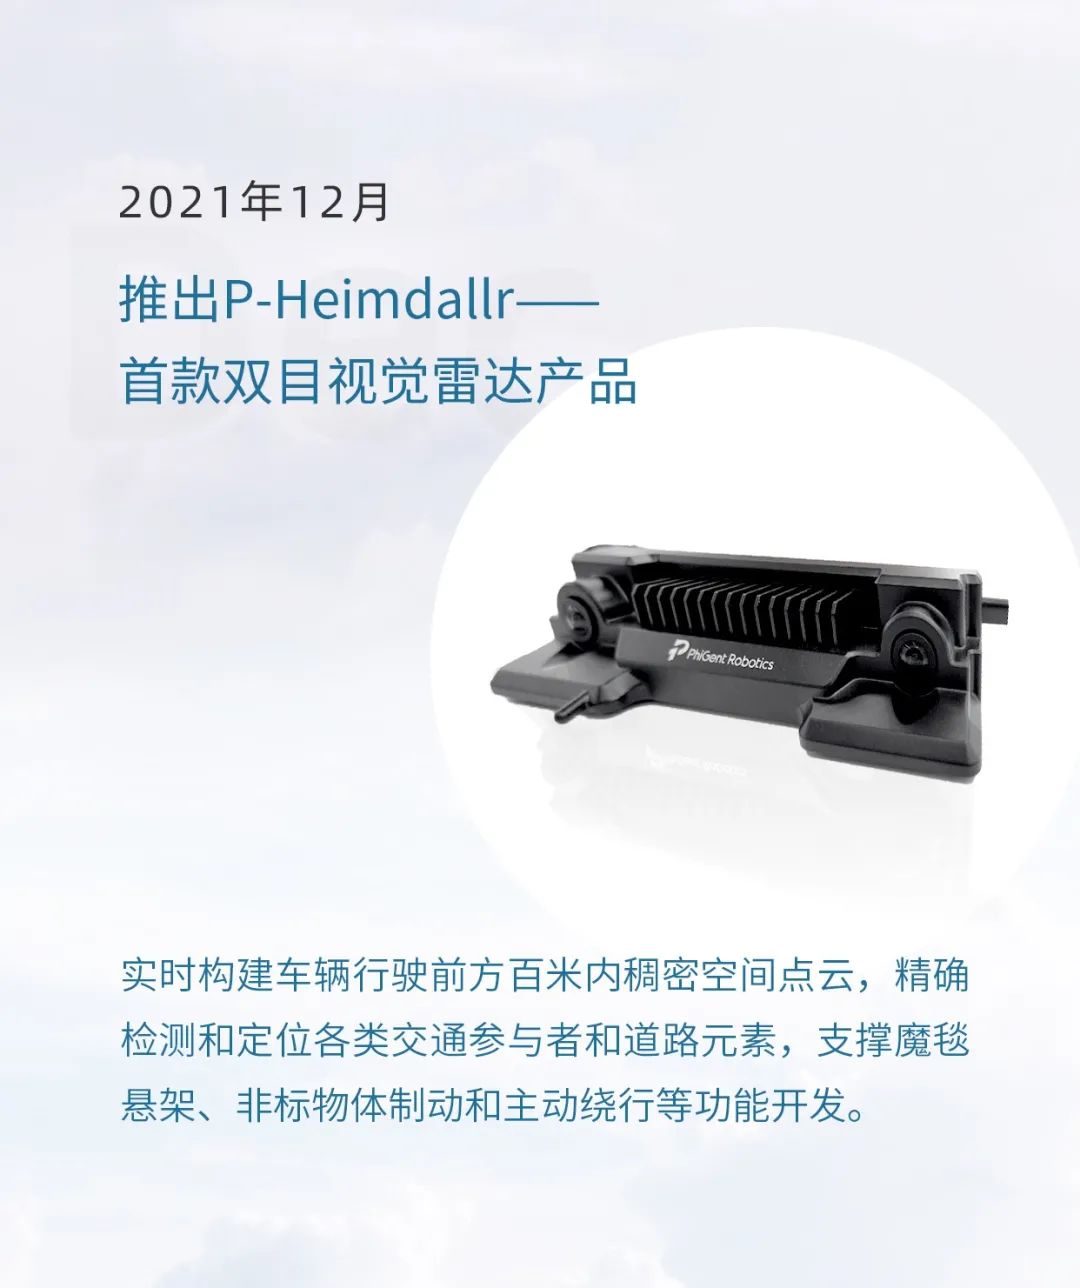 2021年12月
推出P-Heimdallr——
首款双目视觉雷达产品
PhiGent Robotics
实时构建车辆行驶前方百米内稠密空间点云，精确
检测和定位各类交通参与者和道路元素，支撑魔毯
悬架、非标物体制动和主动绕行等功能开发。